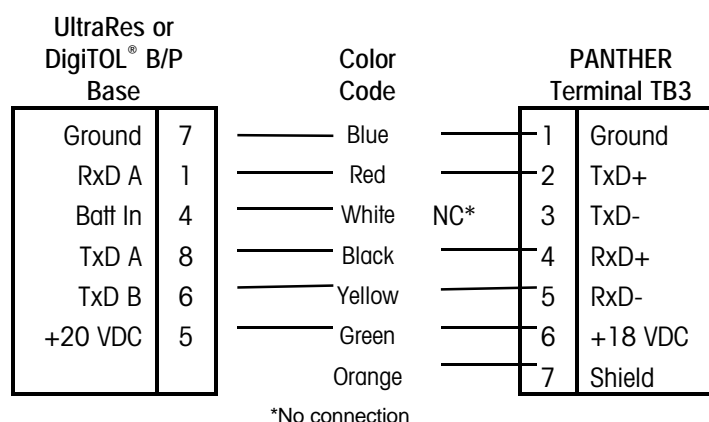 UltraRes or
DigiTOL® B/P
Base
Color
Code
PANTHER
Terminal TB3
Ground 7 Blue 1 Ground
RxD A 1 Red 2 TxD+
Batt In 4 White NC* 3 TxD-
TxD A 8 Black 4 RxD+
TxD B 6 Yellow 5 RxD-
+20 VDC 5 Green 6 +18 VDC
Orange 7 Shield
*No connection